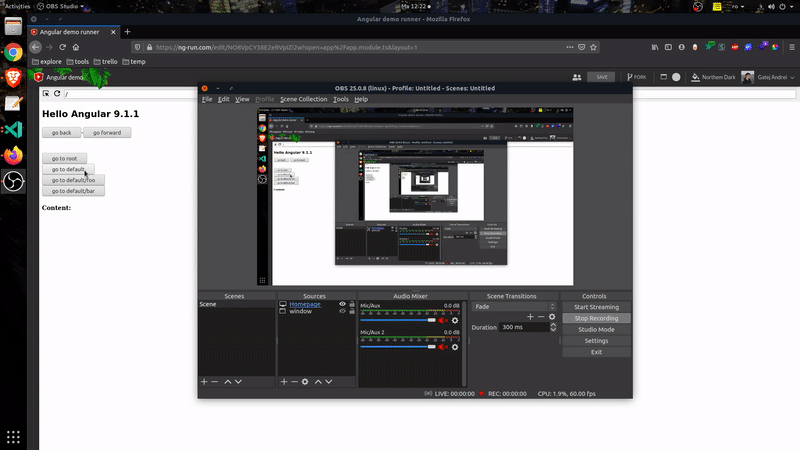 Activities
OBS Studio
Ma 12:22
ro
Angular demo runner - Mozilla Firefox
Angular demo runner
https://ng-run.com/edit/NO8VpCY38E2eRVpIZI2w?open=app%2Fapp.module.ts&layout=1
explore
tools
trello
temp
Angular demo
SAVE
FORK
Northern Dark
Gatej Andrei
/
Hello Angular 9.1.1
go back
go forward
go to root
go to default
go to default/foo
go to default/bar
Content:
OBS 25.0.8 (linux) - Profile: Untitled - Scenes: Untitled
File
Edit
View
Profile
Scene Collection
Tools
Help
Scenes
Scene
Sources
Homepage
window
Audio Mixer
Mic/Aux
0.0 dB
Mic/Aux 2
0.0 dB
Scene Transitions
Fade
Duration
300 ms
Controls
Start Streaming
Stop Recording
Studio Mode
Settings
Exit
LIVE: 00:00:00
REC: 00:00:00
CPU: 1.9%, 60.00 fps